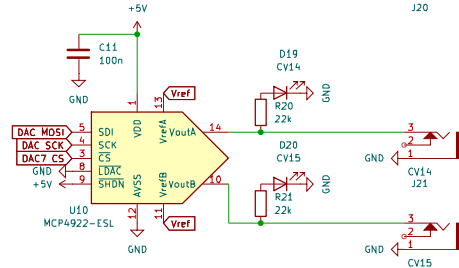 +5V
J20
C11
100n
GND
D19
CV14
GND
Vref
R20
22k
1
13
VDD
VrefA
VoutA
14
DAC MOSI
5
SDI
DAC SCK
4
SCK
DAC7 CS
3
CS
GND
8
LDAC
+5V
9
SHDN
AVSS
VrefB
VoutB
10
U10
MCP4922-ESL
12
11
GND
Vref
D20
CV15
GND
R21
22k
3
2
GND
1
CV14
J21
3
2
GND
1
CV15